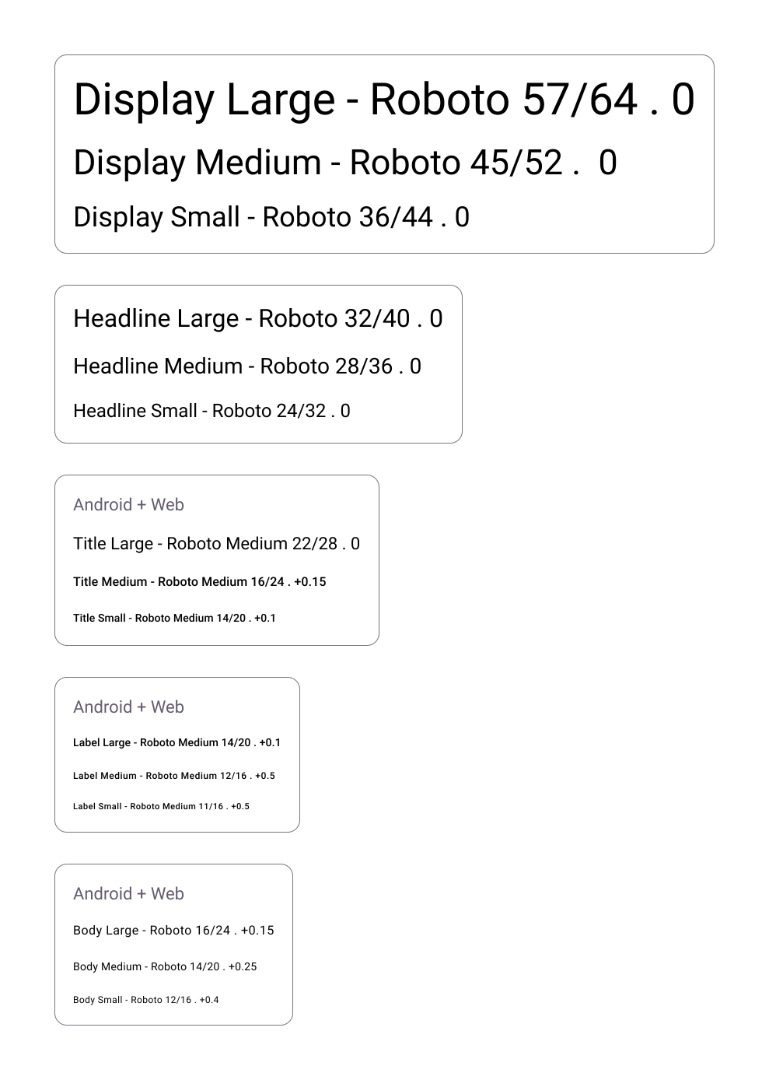 Display Large - Roboto 57/64 . 0
Display Medium - Roboto 45/52 .  0
Display Small - Roboto 36/44 . 0
Headline Large - Roboto 32/40 . 0
Headline Medium - Roboto 28/36 . 0
Headline Small - Roboto 24/32 . 0
Android + Web
Title Large - Roboto Medium 22/28 . 0
Title Medium - Roboto Medium 16/24 . +0.15
Title Small - Roboto Medium 14/20 . +0.1
Android + Web
Label Large - Roboto Medium 14/20 . +0.1
Label Medium - Roboto Medium 12/16 . +0.5
Label Small - Roboto Medium 11/16 . +0.5
Android + Web
Body Large - Roboto 16/24 . +0.15
Body Medium - Roboto 14/20 . +0.25
Body Small - Roboto 12/16 . +0.4